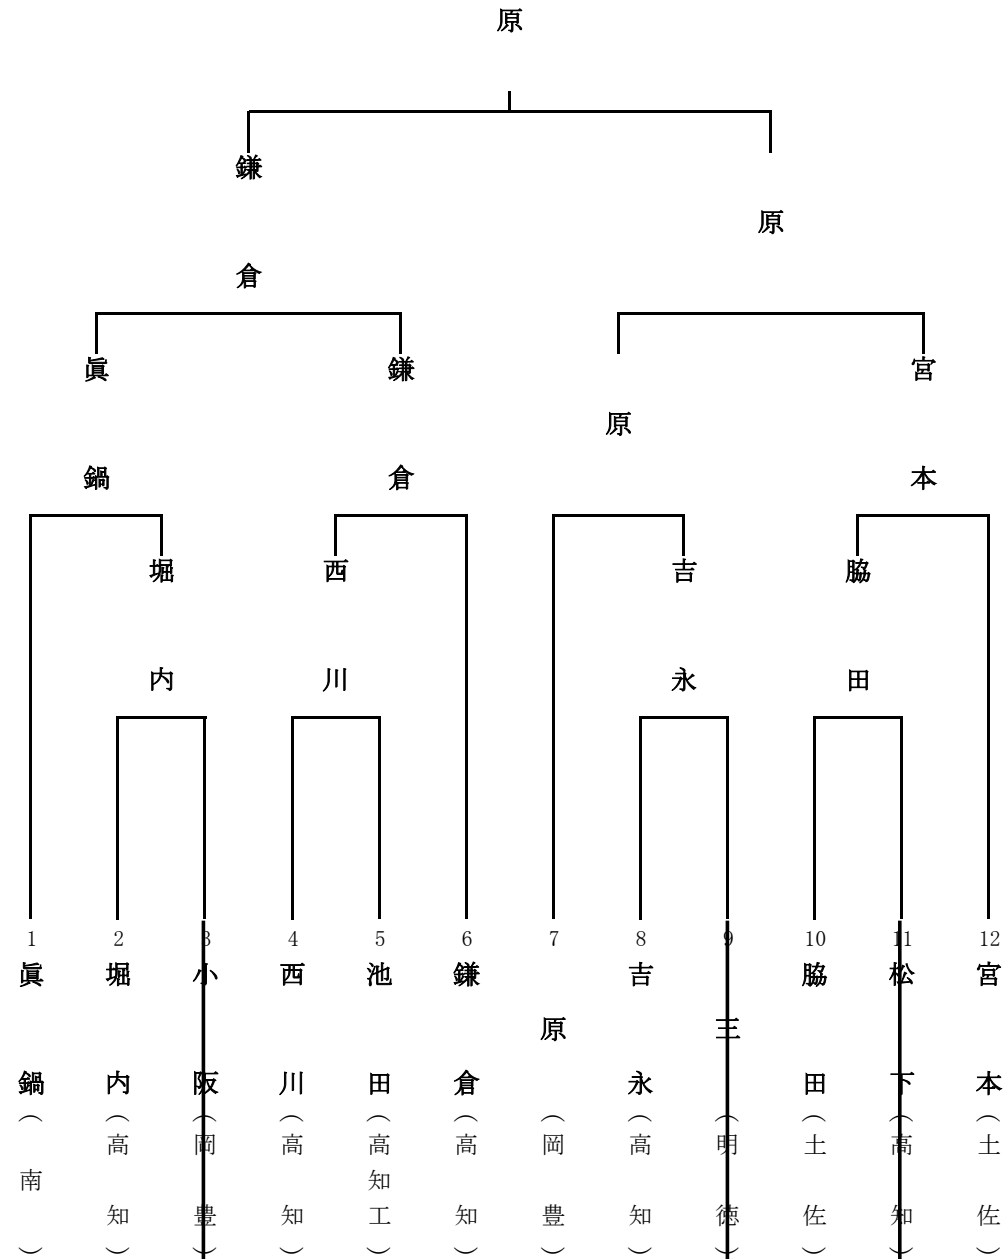 原
鎌倉
原
眞鍋
鎌倉
原
宮本
堀内
西川
吉永
脇田
1 眞鍋（南）
2 堀内（高知）
3 小阪（岡豊）
4 西川（高知）
5 池田（高知工）
6 鎌倉（高知）
7 原（岡豊）
8 吉永（高知）
9（明徳）
10 脇田（土佐）
11 松下（高知）
12 宮本（土佐）